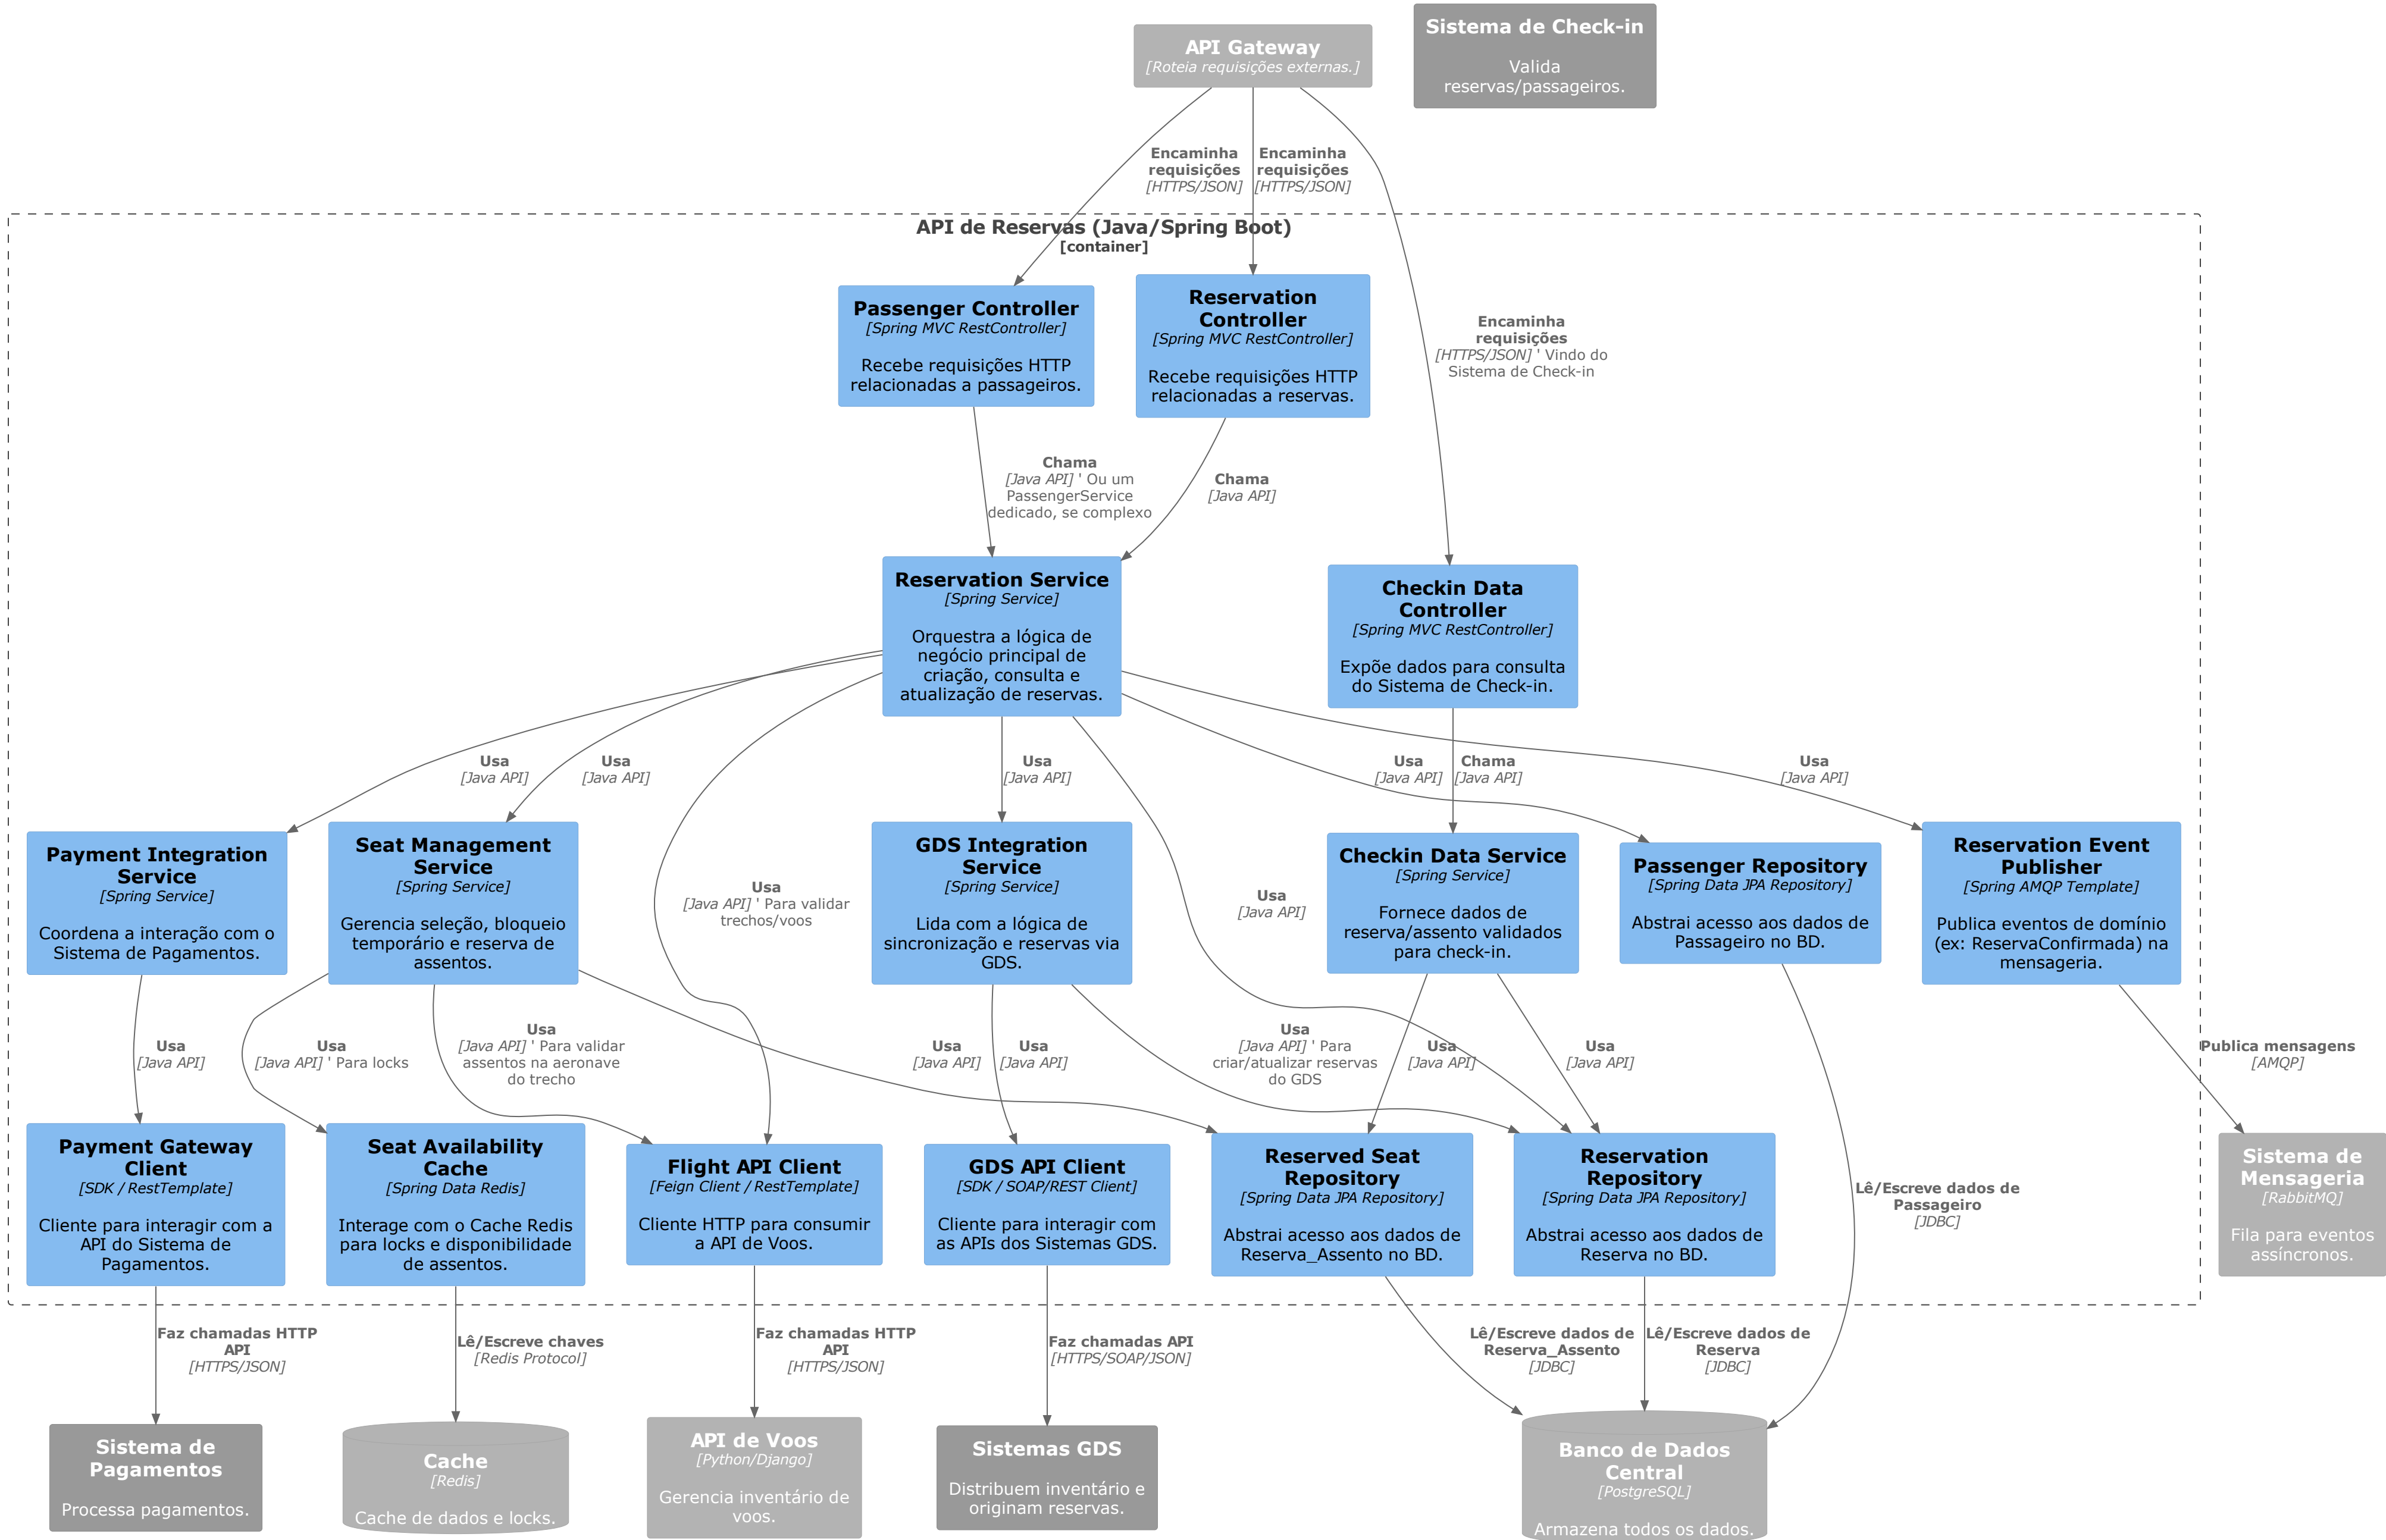 Sistema de Check-in
Valida
reservas/passageiros.
API Gateway
[Roteia requisições externas.]
Encaminha
requisições
[HTTPS/JSON]
Encaminha
requisições
[HTTPS/JSON]
API de Reservas (Java/Spring Boot)
[container]
Passenger Controller
[Spring MVC RestController]
Recebe requisições HTTP
relacionadas a passageiros.
Reservation
Controller
[Spring MVC RestController]
Recebe requisições HTTP
relacionadas a reservas.
Encaminha
requisições
[HTTPS/JSON] ' Vindo do
Sistema de Check-in
Chama
[Java API] ' Ou um
PassengerService
dedicado, se complexo
Chama
[Java API]
Reservation Service
[Spring Service]
Orquestra a lógica de
negócio principal de
criação, consulta e
atualização de reservas.
Checkin Data
Controller
[Spring MVC RestController]
Expõe dados para consulta
do Sistema de Check-in.
Usa
[Java API]
Usa
[Java API]
Usa
[Java API]
Usa
[Java API]
Chama
[Java API]
Usa
[Java API]
Payment Integration
Service
[Spring Service]
Coordena a interação com o
Sistema de Pagamentos.
Seat Management
Service
[Spring Service]
Gerencia seleção, bloqueio
temporário e reserva de
assentos.
Usa
[Java API] ' Para validar
trechos/voos
GDS Integration
Service
[Spring Service]
Lida com a lógica de
sincronização e reservas via
GDS.
Usa
[Java API]
Checkin Data Service
[Spring Service]
Fornece dados de
reserva/assento validados
para check-in.
Passenger Repository
[Spring Data JPA Repository]
Abstrai acesso aos dados de
Passageiro no BD.
Reservation Event
Publisher
[Spring AMQP Template]
Publica eventos de domínio
(ex: ReservaConfirmada) na
mensageria.
Usa
[Java API]
Usa
[Java API] ' Para locks
Usa
[Java API] ' Para validar
assentos na aeronave
do trecho
Usa
[Java API]
Usa
[Java API]
Usa
[Java API] ' Para
criar/atualizar reservas
do GDS
Usa
[Java API]
Usa
[Java API]
Publica mensagens
[AMQP]
Payment Gateway
Client
[SDK / RestTemplate]
Cliente para interagir com a
API do Sistema de
Pagamentos.
Seat Availability
Cache
[Spring Data Redis]
Interage com o Cache Redis
para locks e disponibilidade
de assentos.
Flight API Client
[Feign Client / RestTemplate]
Cliente HTTP para consumir
a API de Voos.
GDS API Client
[SDK / SOAP/REST Client]
Cliente para interagir com
as APIs dos Sistemas GDS.
Reserved Seat
Repository
[Spring Data JPA Repository]
Abstrai acesso aos dados de
Reserva_Assento no BD.
Reservation
Repository
[Spring Data JPA Repository]
Abstrai acesso aos dados de
Reserva no BD.
Lê/Escreve dados de
Passageiro
[JDBC]
Sistema de
Mensageria
[RabbitMQ]
Fila para eventos
assíncronos.
Faz chamadas HTTP
API
[HTTPS/JSON]
Lê/Escreve chaves
[Redis Protocol]
Faz chamadas HTTP
API
[HTTPS/JSON]
Faz chamadas API
[HTTPS/SOAP/JSON]
Lê/Escreve dados de
Reserva_Assento
[JDBC]
Lê/Escreve dados de
Reserva
[JDBC]
Sistema de
Pagamentos
Processa pagamentos.
Cache
[Redis]
Cache de dados e locks.
API de Voos
[Python/Django]
Gerencia inventário de
voos.
Sistemas GDS
Distribuem inventário e
originam reservas.
Banco de Dados
Central
[PostgreSQL]
Armazena todos os dados.